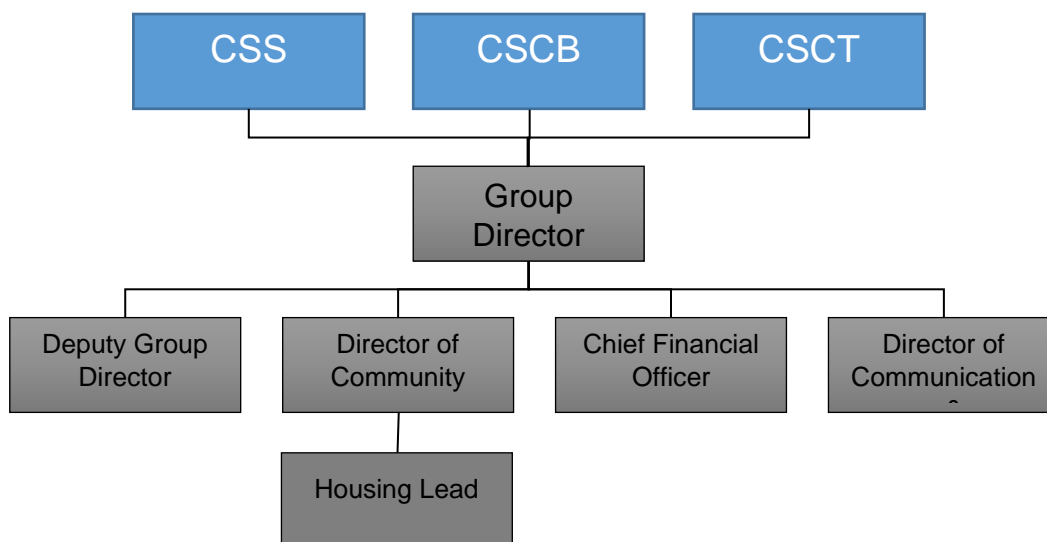 CSS
CSCB
CSCT
Group
Director
Deputy Group
Director
Director of
Community
Chief Financial
Officer
Director of
Communication
Housing Lead